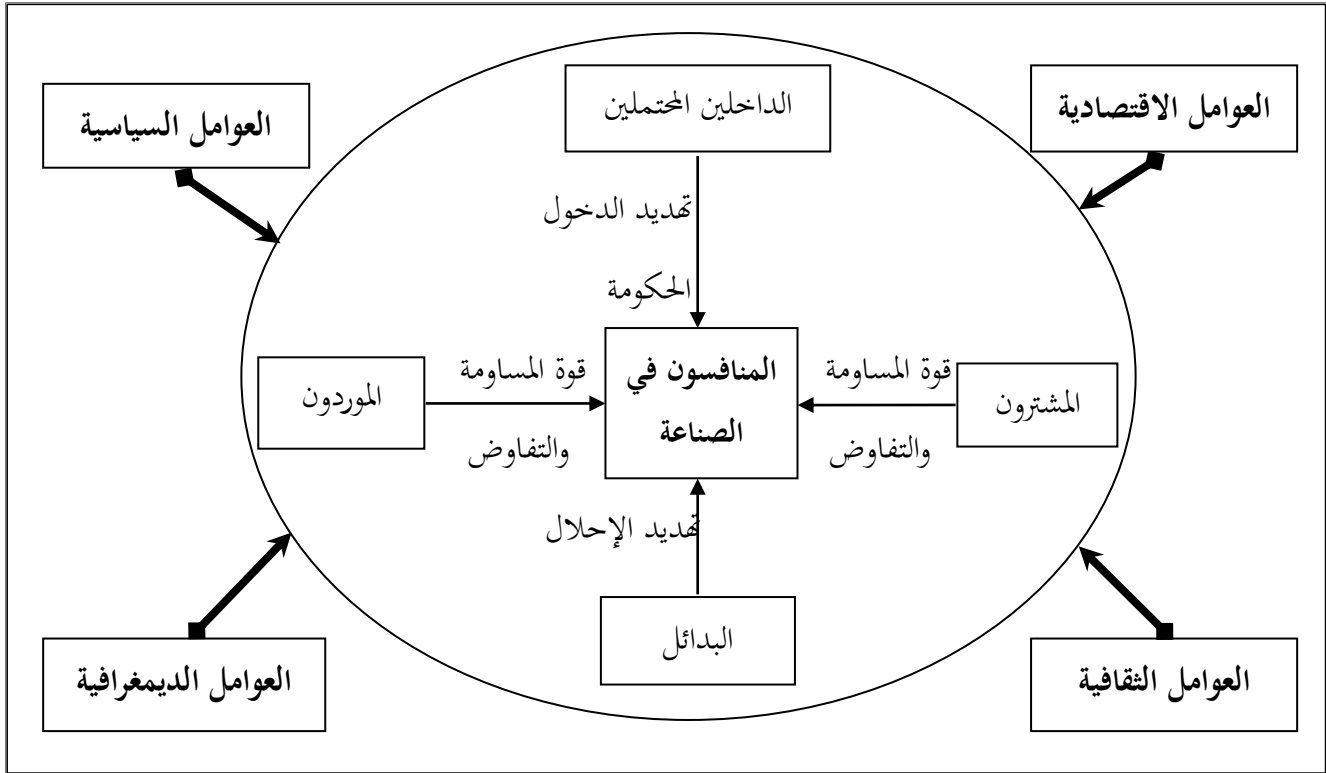 العوامل الاقتصادية
الداخلين المحتملين
العوامل السياسية
تهديد الدخول
الحكومة
المشترون
قوة المساومة
والتفاوض
المنافسون في
الصناعة
قوة المساومة
والتفاوض
الموردون
تهديد الإحلال
البدائل
العوامل الثقافية
العوامل الديمغرافية